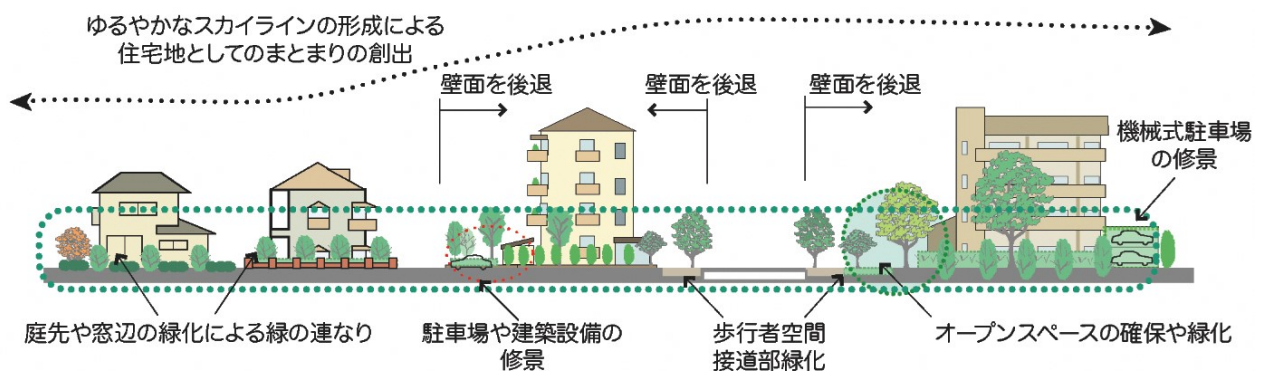 ゆるやかなスカイラインの形成による
住宅地としてのまとまりの創出
壁面を後退
壁面を後退
壁面を後退
機械式駐車場
の修景
庭先や窓辺の緑化による緑の連なり
駐車場や建築設備の
修景
歩行者空間
接道部緑化
オープンスペースの確保や緑化